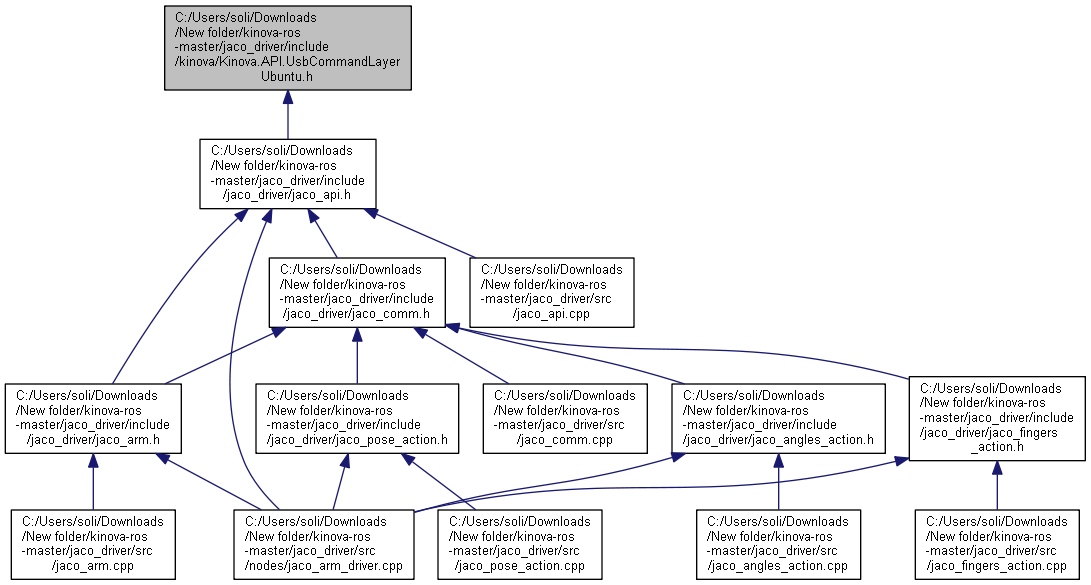 C:/Users/soli/Downloads
/New folder/kinova-ros
-master/jaco_driver/include
/kinova/Kinova.API.UsbCommandLayer
Ubuntu.h
C:/Users/soli/Downloads
/New folder/kinova-ros
-master/jaco_driver/include
/jaco_driver/jaco_api.h
C:/Users/soli/Downloads
/New folder/kinova-ros
-master/jaco_driver/include
/jaco_driver/jaco_comm.h
C:/Users/soli/Downloads
/New folder/kinova-ros
-master/jaco_driver/src
/jaco_api.cpp
C:/Users/soli/Downloads
/New folder/kinova-ros
-master/jaco_driver/include
/jaco_driver/jaco_arm.h
C:/Users/soli/Downloads
/New folder/kinova-ros
-master/jaco_driver/include
/jaco_driver/jaco_pose_action.h
C:/Users/soli/Downloads
/New folder/kinova-ros
-master/jaco_driver/src
/jaco_comm.cpp
C:/Users/soli/Downloads
/New folder/kinova-ros
-master/jaco_driver/include
/jaco_driver/jaco_angles_action.h
C:/Users/soli/Downloads
/New folder/kinova-ros
-master/jaco_driver/include
/jaco_driver/jaco_fingers
_action.h
C:/Users/soli/Downloads
/New folder/kinova-ros
-master/jaco_driver/src
/jaco_arm.cpp
C:/Users/soli/Downloads
/New folder/kinova-ros
-master/jaco_driver/src
/nodes/jaco_arm_driver.cpp
C:/Users/soli/Downloads
/New folder/kinova-ros
-master/jaco_driver/src
/jaco_pose_action.cpp
C:/Users/soli/Downloads
/New folder/kinova-ros
-master/jaco_driver/src
/jaco_angles_action.cpp
C:/Users/soli/Downloads
/New folder/kinova-ros
-master/jaco_driver/src
/jaco_fingers_action.cpp